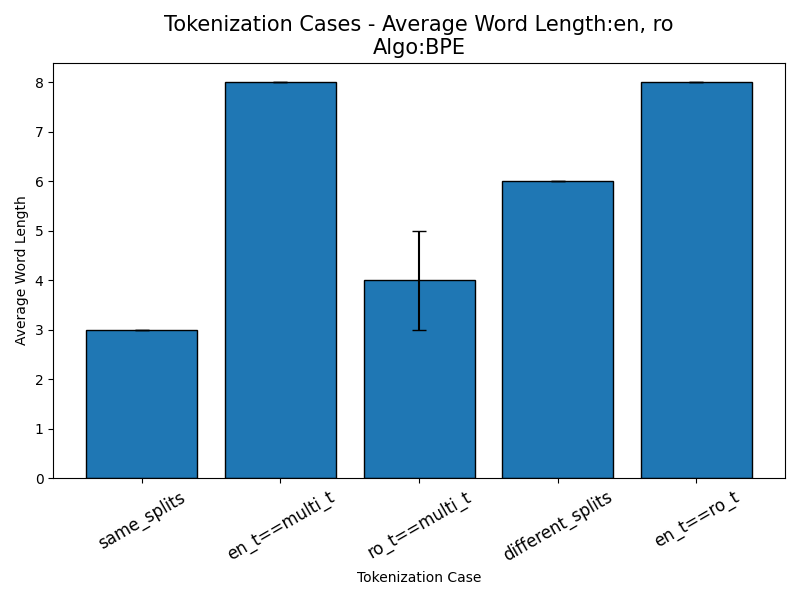 Tokenization Cases - Average Word Length:en, ro
Algo:BPE
Average Word Length
8
7
6
5
4
3
2
1
0
same_splits
en_t==multi_t
ro_t==multi_t
different_splits
en_t==ro_t
Tokenization Case